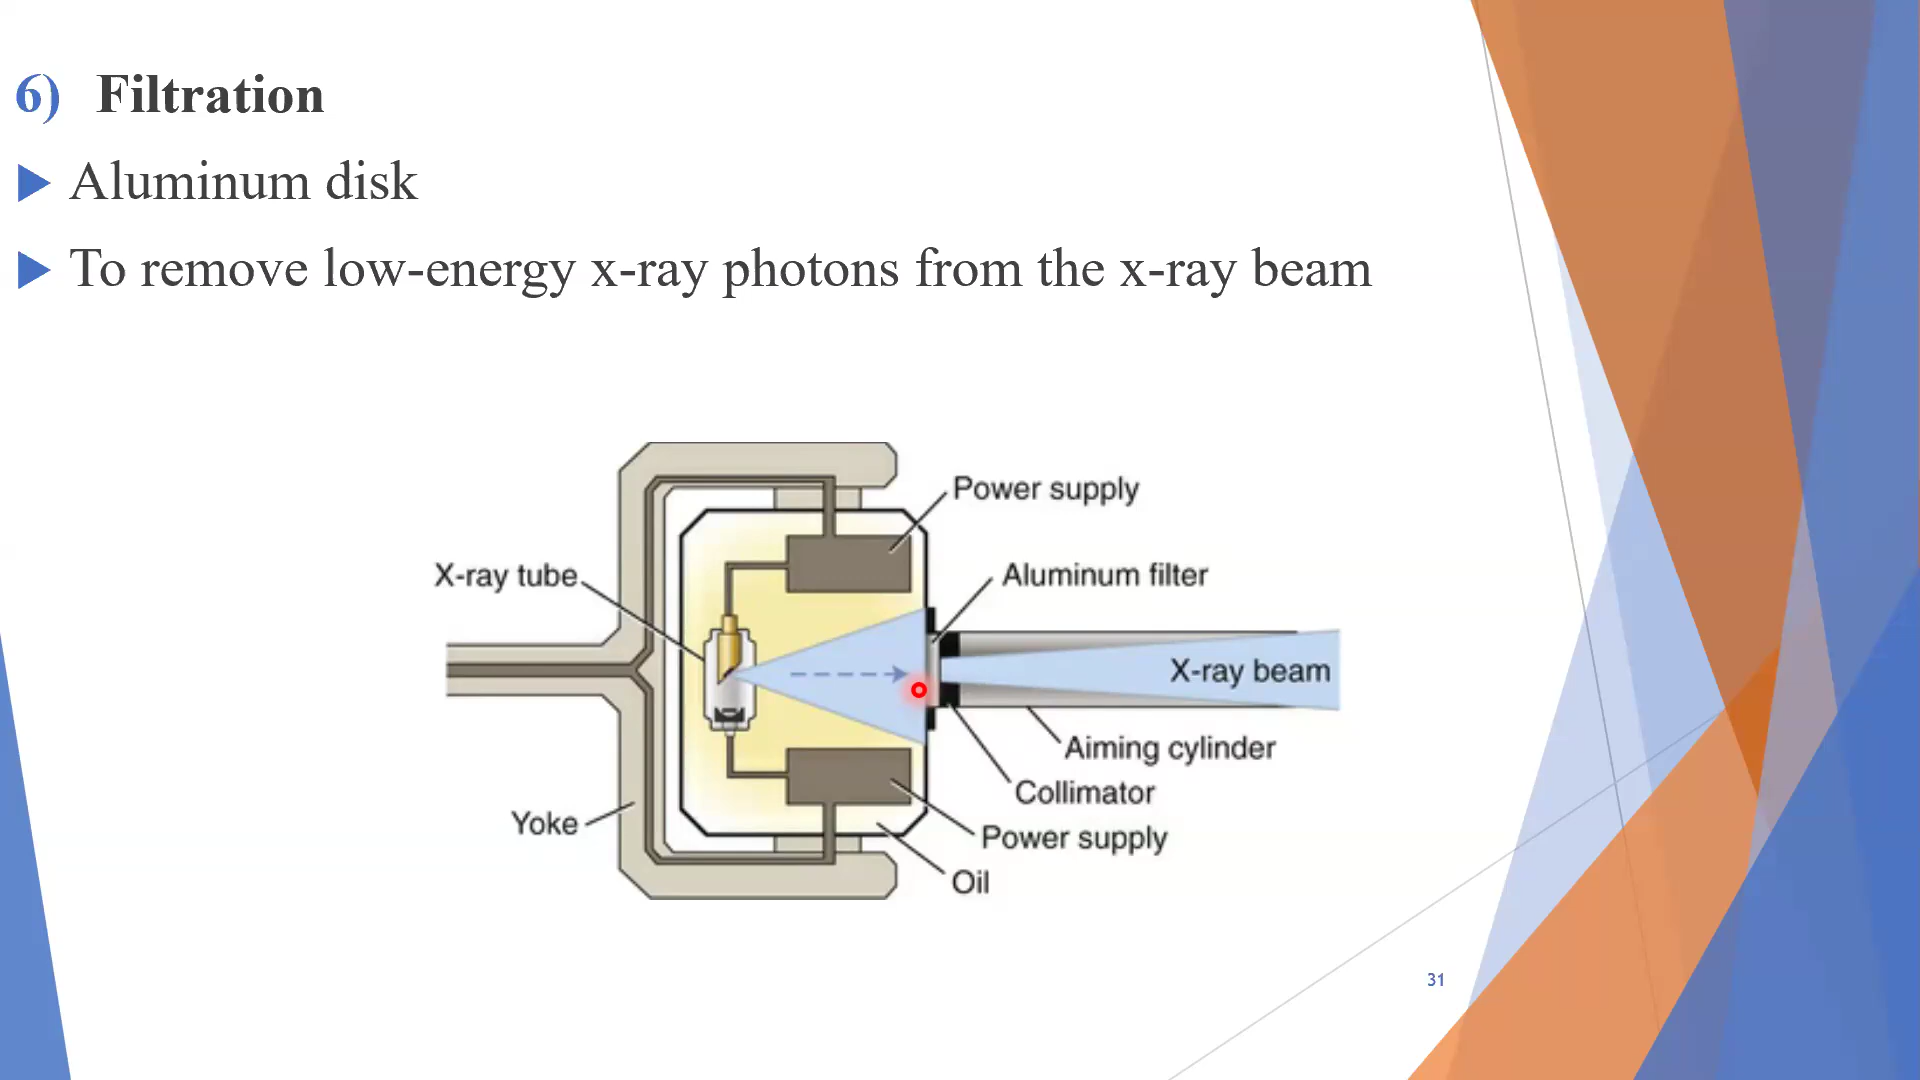 6) Filtration
Aluminum disk
To remove low-energy x-ray photons from the x-ray beam
Power supply
X-ray tube
Aluminum filter
X-ray beam
Aiming cylinder
Collimator
Yoke
Power supply
Oil
31